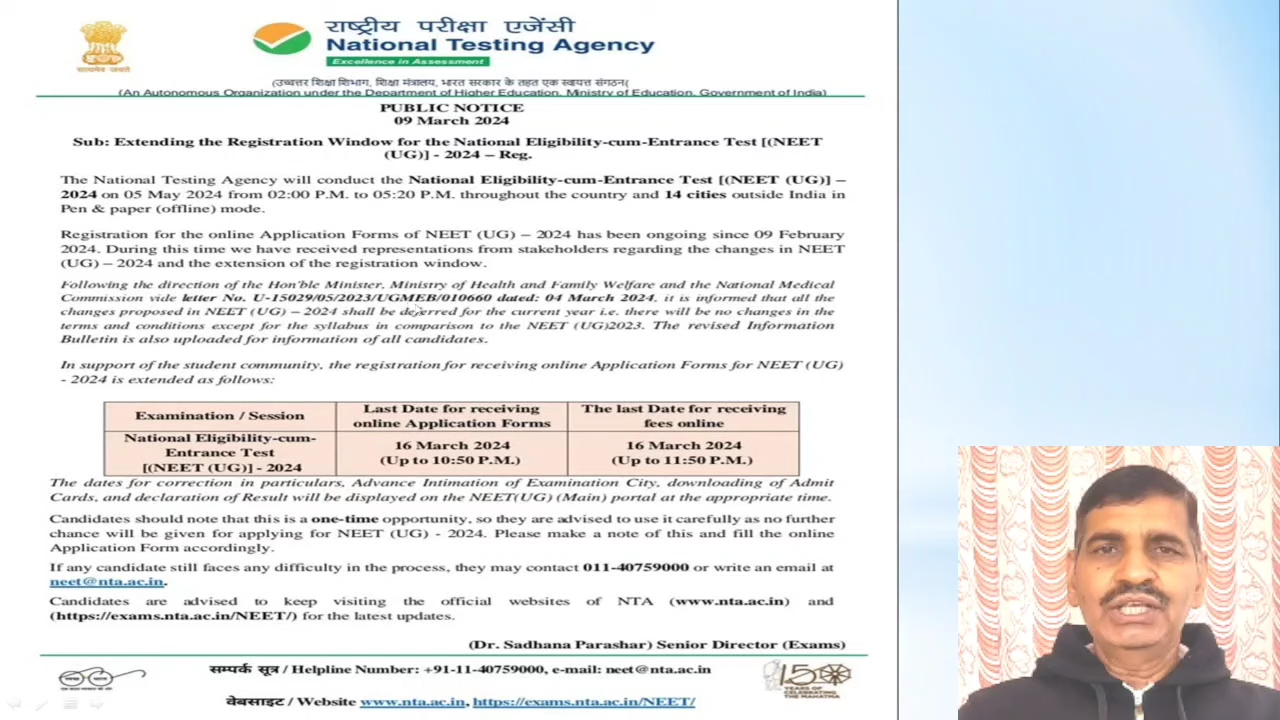 राष्ट्रीय परीक्षा एजेंसी
National Testing Agency
Excellence in Assessment
सत्यमेव जयते
(उच्चत्तर शिक्षा शिभाग, शिक्षा मंत्रालय, भारत सरकार के तहत एक स्वायत्त संगठन(
(An Autonomous Organization under the Department of Higher Education, Ministry of Education, Government of India)
PUBLIC NOTICE
09 March 2024
Sub: Extending the Registration Window for the National Eligibility-cum-Entrance Test [(NEET
(UG)] - 2024 – Reg.
The National Testing Agency will conduct the National Eligibility-cum-Entrance Test [(NEET (UG)] –
2024 on 05 May 2024 from 02:00 P.M. to 05:20 P.M. throughout the country and 14 cities outside India in
Pen & paper (offline) mode.
Registration for the online Application Forms of NEET (UG) – 2024 has been ongoing since 09 February
2024. During this time we have received representations from stakeholders regarding the changes in NEET
(UG) – 2024 and the extension of the registration window.
Following the direction of the Hon'ble Minister, Ministry of Health and Family Welfare and the National Medical
Commission vide letter No. U-15029/05/2023/UGMEB/010660 dated: 04 March 2024, it is informed that all the
changes proposed in NEET (UG) – 2024 shall be deferred for the current year i.e. there will be no changes in the
terms and conditions except for the syllabus in comparison to the NEET (UG)2023. The revised Information
Bulletin is also uploaded for information of all candidates.
In support of the student community, the registration for receiving online Application Forms for NEET (UG)
- 2024 is extended as follows:
Examination / Session
Last Date for receiving
online Application Forms
The last Date for receiving
fees online
National Eligibility-cum-
Entrance Test
[(NEET (UG)] - 2024
16 March 2024
(Up to 10:50 P.M.)
16 March 2024
(Up to 11:50 P.M.)
The dates for correction in particulars, Advance Intimation of Examination City, downloading of Admit
Cards, and declaration of Result will be displayed on the NEET(UG) (Main) portal at the appropriate time.
Candidates should note that this is a one-time opportunity, so they are advised to use it carefully as no further
chance will be given for applying for NEET (UG) - 2024. Please make a note of this and fill the online
Application Form accordingly.
If any candidate still faces any difficulty in the process, they may contact 011-40759000 or write an email at
neet@nta.ac.in.
Candidates are advised to keep visiting the official websites of NTA (www.nta.ac.in) and
(https://exams.nta.ac.in/NEET/) for the latest updates.
(Dr. Sadhana Parashar) Senior Director (Exams)
सम्पर्क सूत्र / Helpline Number: +91-11-40759000, e-mail: neet@nta.ac.in
वेबसाइट / Website www.nta.ac.in, https://exams.nta.ac.in/NEET/
150
YEARS OF
CELEBRATING
THE MAHATMA